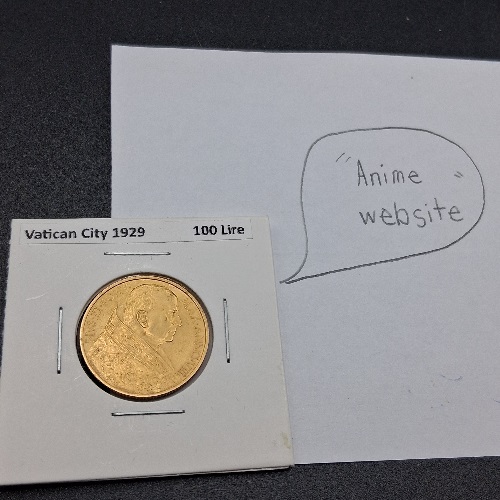 Vatican City 1929 100 Lire
"Anime
website"